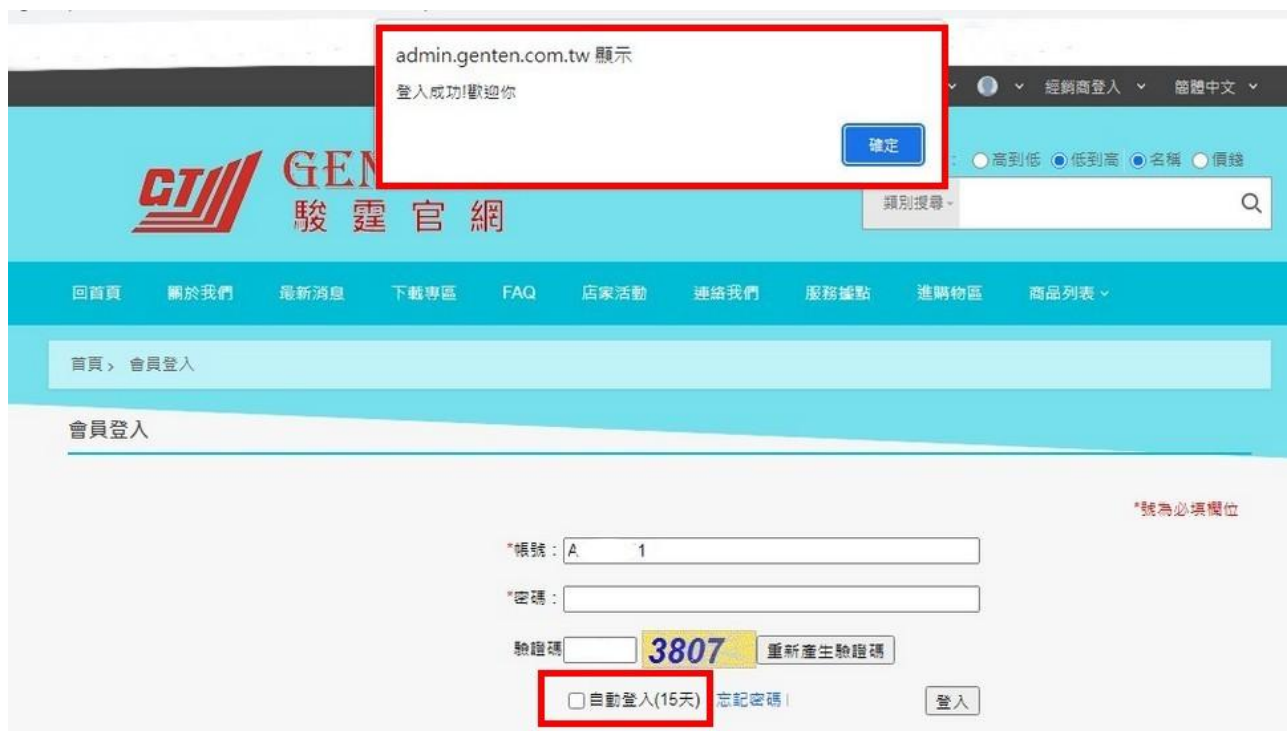 admin.genten.com.tw 顯示
登入成功!歡迎你
確定
經銷商登入
簡體中文
GT
GEN
駿霆官網
高到低 低到高 名稱 價錢
類別搜尋
回首頁 關於我們 最新消息 下載專區 FAQ 店家活動 連絡我們 服務據點 進購物區 商品列表
首頁 > 會員登入
會員登入
*號為必填欄位
*帳號 : A 1
*密碼 :
驗證碼 3807 重新產生驗證碼
自動登入(15天) 忘記密碼 | 登入